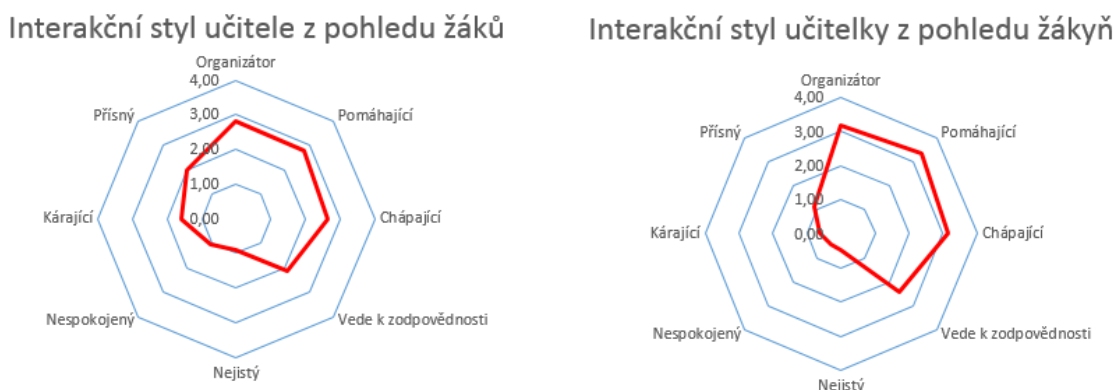 Interakční styl učitele z pohledu žáků
Organizátor
4,00
Přísný
Pomáhající
3,00
2,00
1,00
Kárající
0,00
Chápající
Nespokojený
Vede k zodpovědnosti
Nejistý
Interakční styl učitelky z pohledu žákyň
Organizátor
4,00
Přísný
Pomáhající
3,00
2,00
1,00
Kárající
0,00
Chápající
Nespokojený
Vede k zodpovědnosti
Nejistý